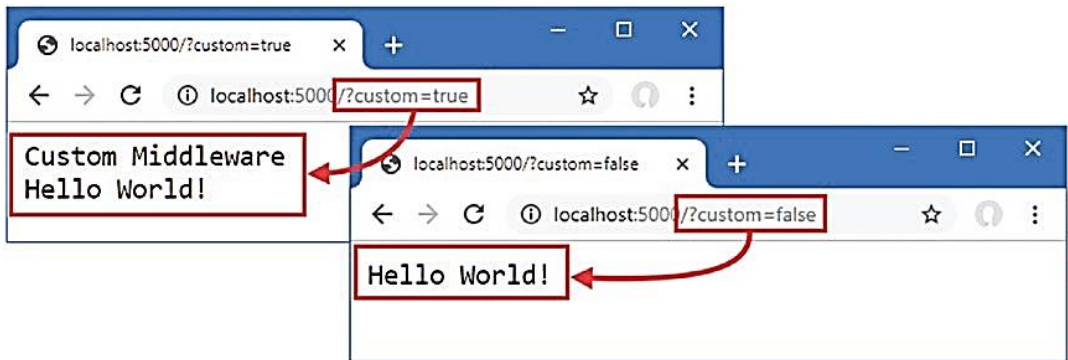 localhost:5000/?custom=true
localhost:5000/?custom=true
Custom Middleware
Hello World!
localhost:5000/?custom=false
localhost:5000/?custom=false
Hello World!